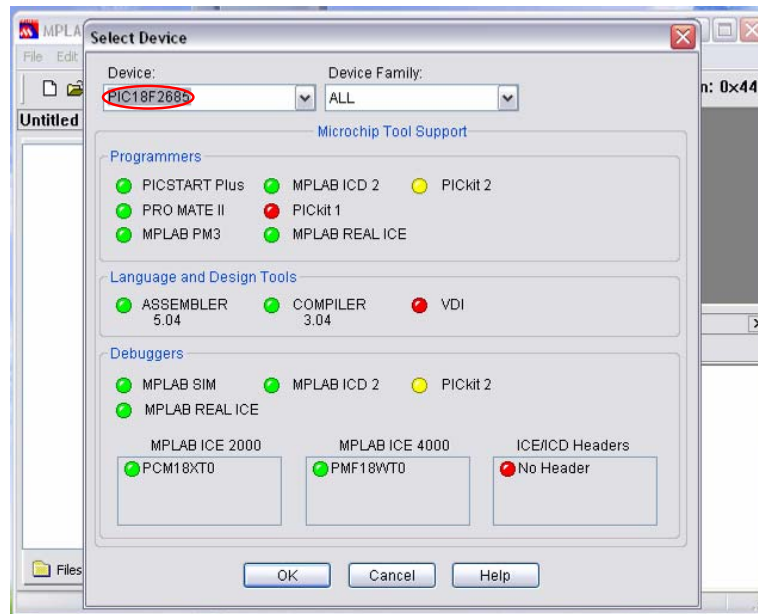 MPLA
Select Device
File Edit
Device:
Device Family:
PIC18F2685
ALL
n: 0x44
Untitled
Microchip Tool Support
Programmers
PICSTART Plus
MPLAB ICD 2
PICkit 2
PRO MATE II
PICkit 1
MPLAB PM3
MPLAB REAL ICE
Language and Design Tools
ASSEMBLER
COMPILER
VDI
5.04
3.04
Debuggers
MPLAB SIM
MPLAB ICD 2
PICkit 2
MPLAB REAL ICE
MPLAB ICE 2000
MPLAB ICE 4000
ICE/ICD Headers
PCM18XT0
PMF18WT0
No Header
Files
OK
Cancel
Help